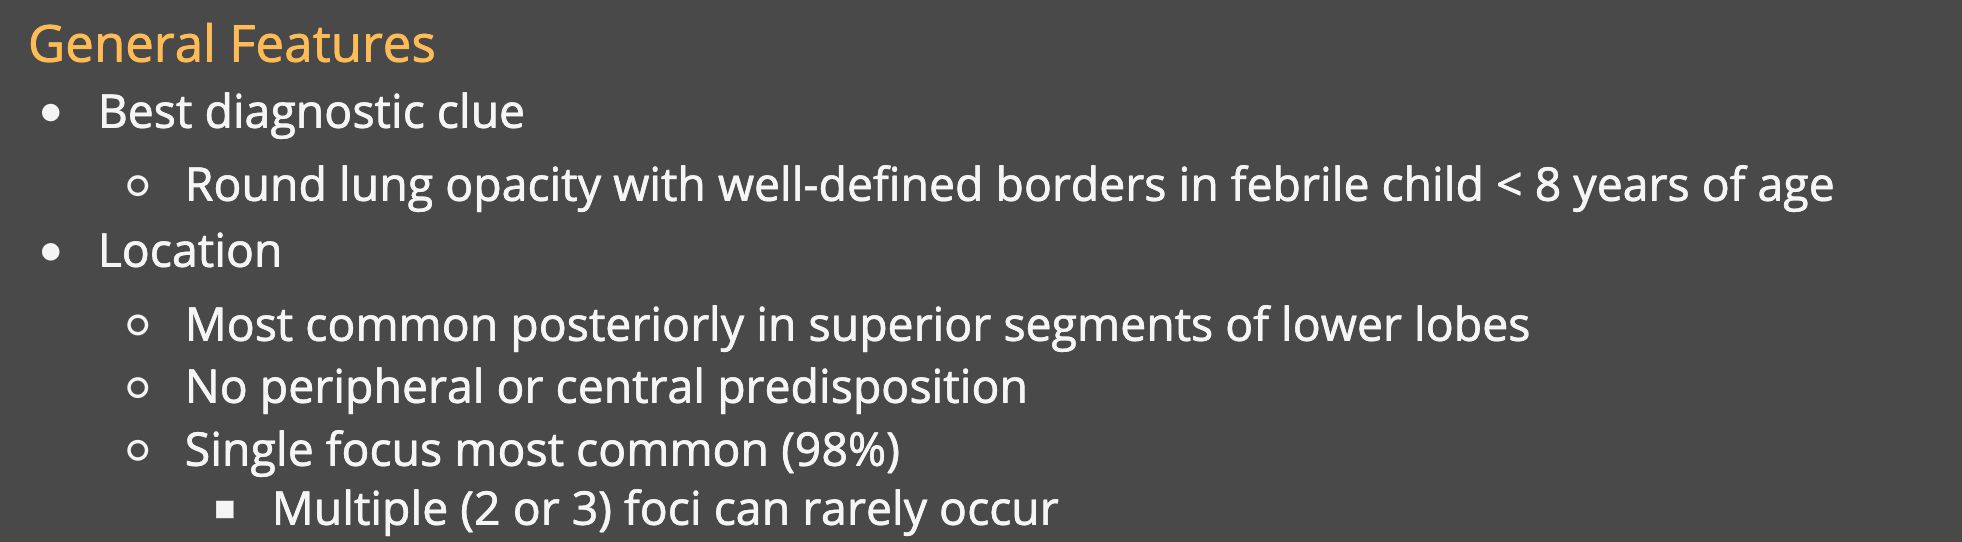 General Features
• Best diagnostic clue
○ Round lung opacity with well-defined borders in febrile child < 8 years of age
• Location
○ Most common posteriorly in superior segments of lower lobes
○ No peripheral or central predisposition
○ Single focus most common (98%)
▪ Multiple (2 or 3) foci can rarely occur